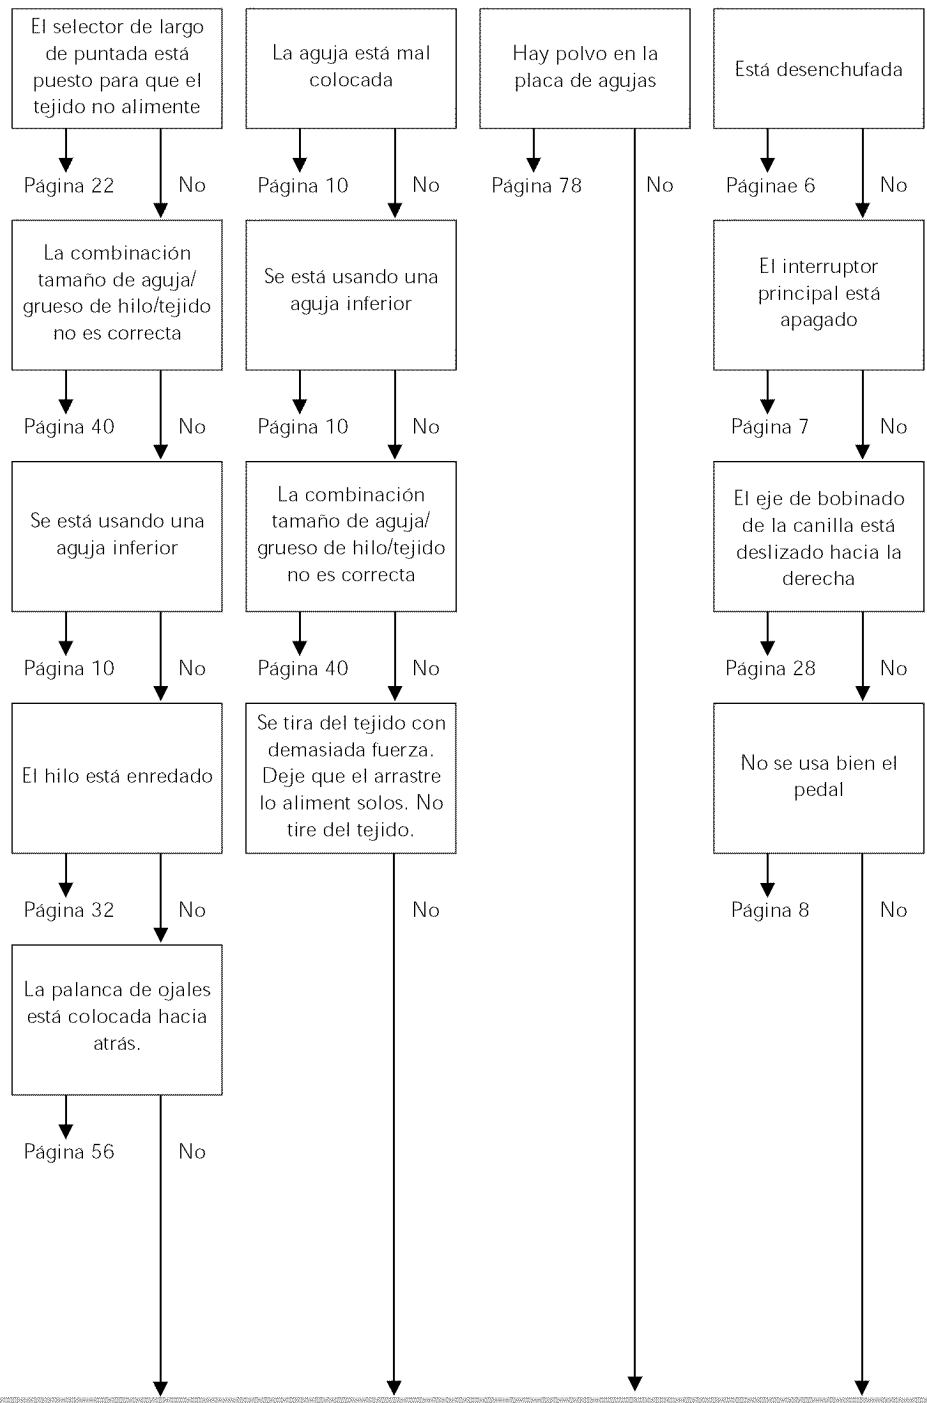 El selector de largo
de puntada está
puesto para que el
tejido no alimente
Página 22
No
La combinación
tamaño de aguja/
grueso de hilo/tejido
no es correcta
Página 40
No
Se está usando una
aguja inferior
Página 10
No
El hilo está enredado
Página 32
No
La palanca de ojales
está colocada hacia
atrás.
Página 56
No
La aguja está mal
colocada
Página 10
No
Se está usando una
aguja inferior
Página 10
No
La combinación
tamaño de aguja/
grueso de hilo/tejido
no es correcta
Página 40
No
Se tira del tejido con
demasiada fuerza.
Deje que el arrastre
lo aliment solos. No
tire del tejido.
No
Hay polvo en la
placa de agujas
Página 78
No
Está desenchufada
Páginae 6
No
El interruptor
principal está
apagado
Página 7
No
El eje de bobinado
de la canilla está
deslizado hacia la
derecha
Página 28
No
No se usa bien el
pedal
Página 8
No